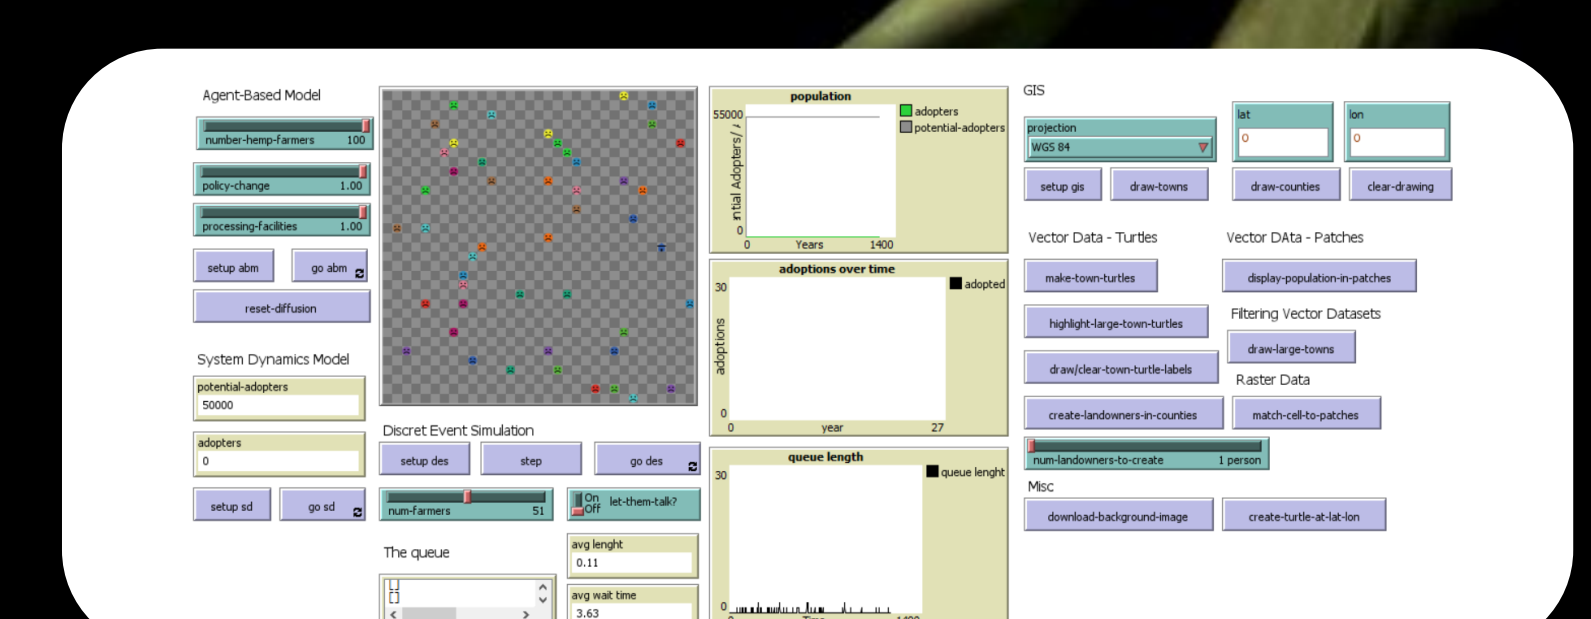 Agent-Based Model
number-hemp-farmers 100
policy-change 1.00
processing-facilities 1.00
setup abm
go abm
reset-diffusion
System Dynamics Model
potential-adopters
50000
adopters
0
setup sd
go sd
Discret Event Simulation
setup des
step
go des
num-farmers 51
On
Off
let-them-talk?
The queue
[]
[]
avg lenght
0.11
avg wait time
3.63
population
55000
ntial Adopters/
0
0
Years
1400
adopters
potential-adopters
adoptions over time
30
adoptions
0
0
year
27
adopted
queue length
30
0
0
Time
1400
queue lenght
GIS
projection
WGS 84
lat
0
lon
0
setup gis
draw-towns
draw-counties
clear-drawing
Vector Data - Turtles
make-town-turtles
highlight-large-town-turtles
draw/clear-town-turtle-labels
create-landowners-in-counties
num-landowners-to-create 1 person
Vector DAta - Patches
display-population-in-patches
Filtering Vector Datasets
draw-large-towns
Raster Data
match-cell-to-patches
Misc
download-background-image
create-turtle-at-lat-lon